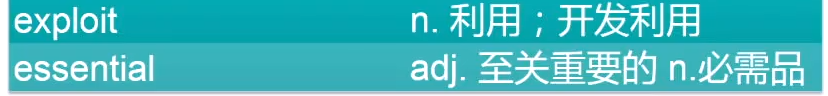 exploit n. 利用；开发利用
essential adj. 至关重要的 n.必需品